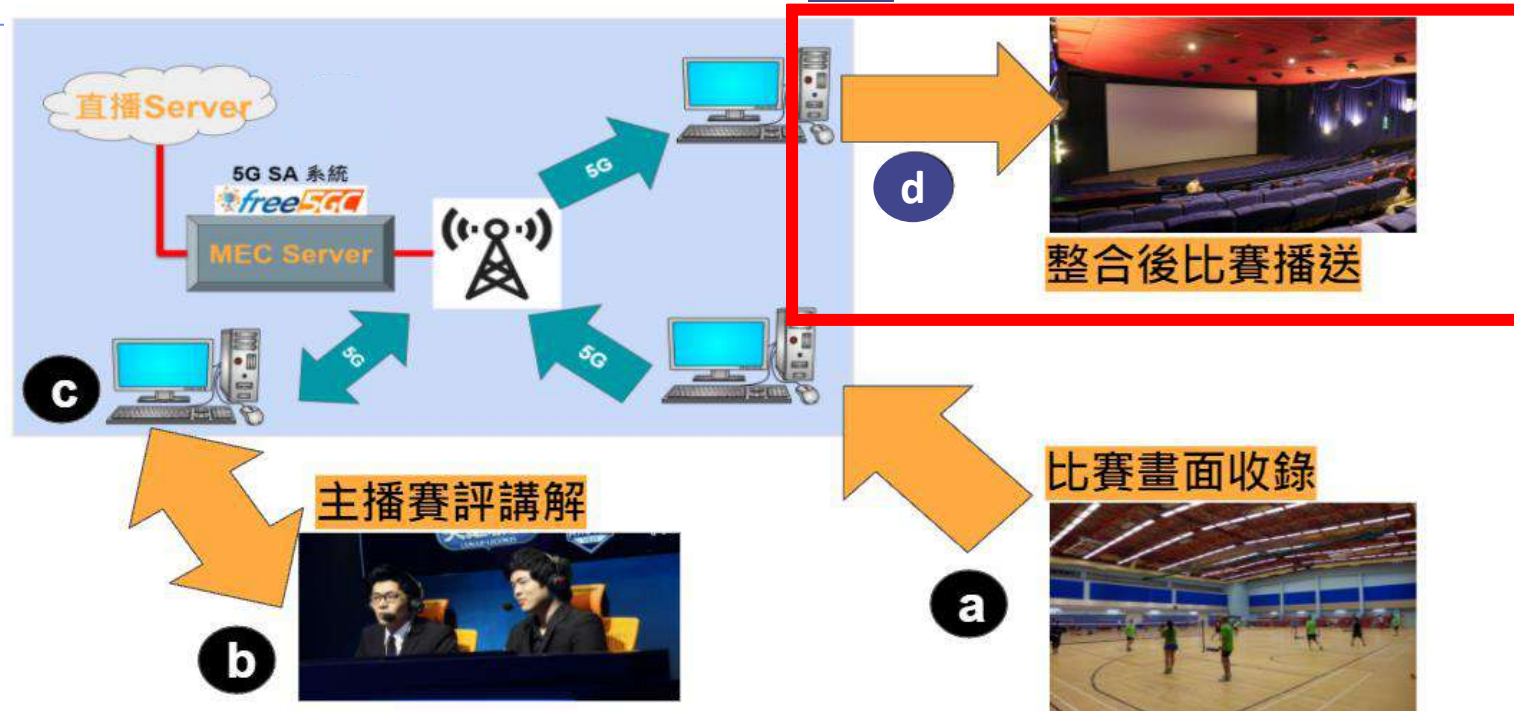 直播Server
5G SA 系統
free5GC
MEC Server
5G
5G
5G
c
d
整合後比賽播送
主播賽評講解
b
比賽畫面收錄
a